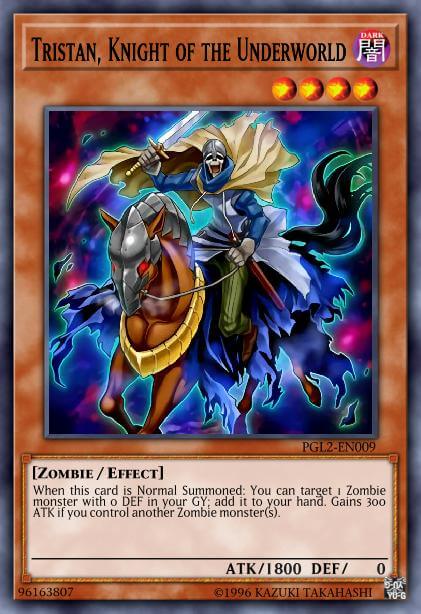 TRISTAN, KNIGHT OF THE UNDERWORLD
DARK
闇
PGL2-EN009
[ZOMBIE / EFFECT]
When this card is Normal Summoned: You can target 1 Zombie
monster with 0 DEF in your GY; add it to your hand. Gains 300
ATK if you control another Zombie monster(s).
ATK/1800 DEF/ 0
96163807
©1996 KAZUKI TAKAHASHI